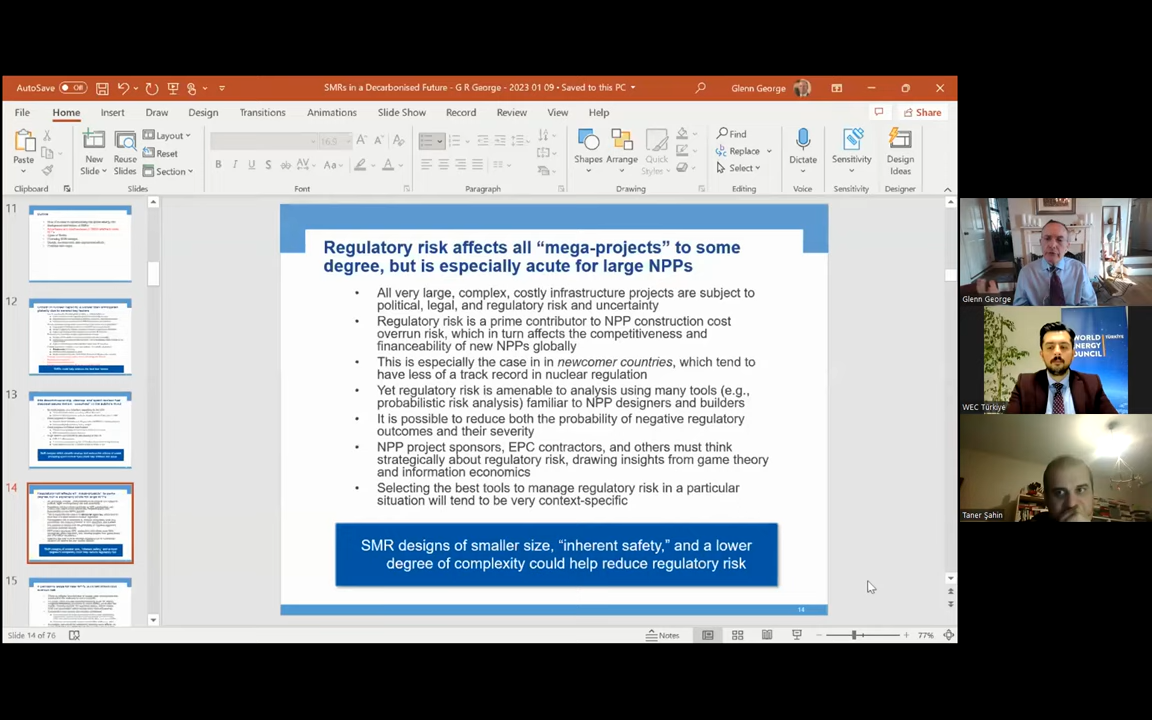 AutoSave Off
SMRs in a Decarbonised Future - G R George - 2023 01 09 • Saved to this PC
Glenn George
File Home Insert Draw Design Transitions Animations Slide Show Record Review View Help
Share
Paste
New
Slide
Reuse
Slides
Layout
Reset
Section
16.5
B I U S ab AV Aa A
Shapes
Arrange
Quick
Styles
Find
Replace
Select
Dictate
Sensitivity
Design
Ideas
Clipboard
Slides
Font
Paragraph
Drawing
Editing
Voice
Sensitivity
Designer
11
12
13
14
15
Regulatory risk affects all “mega-projects” to some
degree, but is especially acute for large NPPs
• All very large, complex, costly infrastructure projects are subject to
political, legal, and regulatory risk and uncertainty
• Regulatory risk is a prime contributor to NPP construction cost
overrun risk, which in turn affects the competitiveness and
financeability of new NPPs globally
• This is especially the case in in newcomer countries, which tend to
have less of a track record in nuclear regulation
• Yet regulatory risk is amenable to analysis using many tools (e.g.,
probabilistic risk analysis) familiar to NPP designers and builders
• It is possible to reduce both the probability of negative regulatory
outcomes and their severity
• NPP project sponsors, EPC contractors, and others must think
strategically about regulatory risk, drawing insights from game theory
and information economics
• Selecting the best tools to manage regulatory risk in a particular
situation will tend to be very context-specific
SMR designs of smaller size, “inherent safety,” and a lower
degree of complexity could help reduce regulatory risk
14
Slide 14 of 76
Notes
77%
Glenn George
WORLD
ENERGY
COUNCIL
TÜRKİYE
WEC Türkiye
Taner Şahin